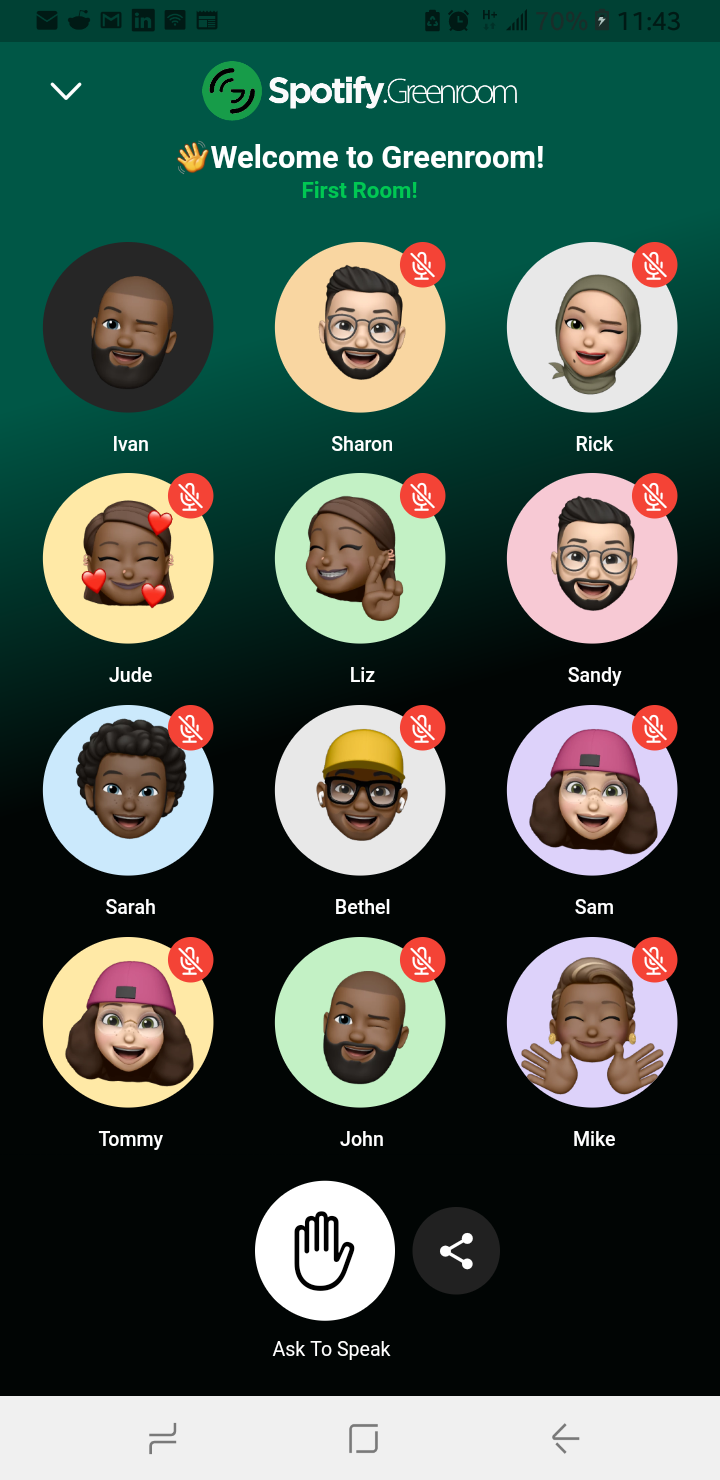 H+
70%
11:43
Spotify.Greenroom
👋Welcome to Greenroom!
First Room!
Ivan
Sharon
Rick
Jude
Liz
Sandy
Sarah
Bethel
Sam
Tommy
John
Mike
Ask To Speak